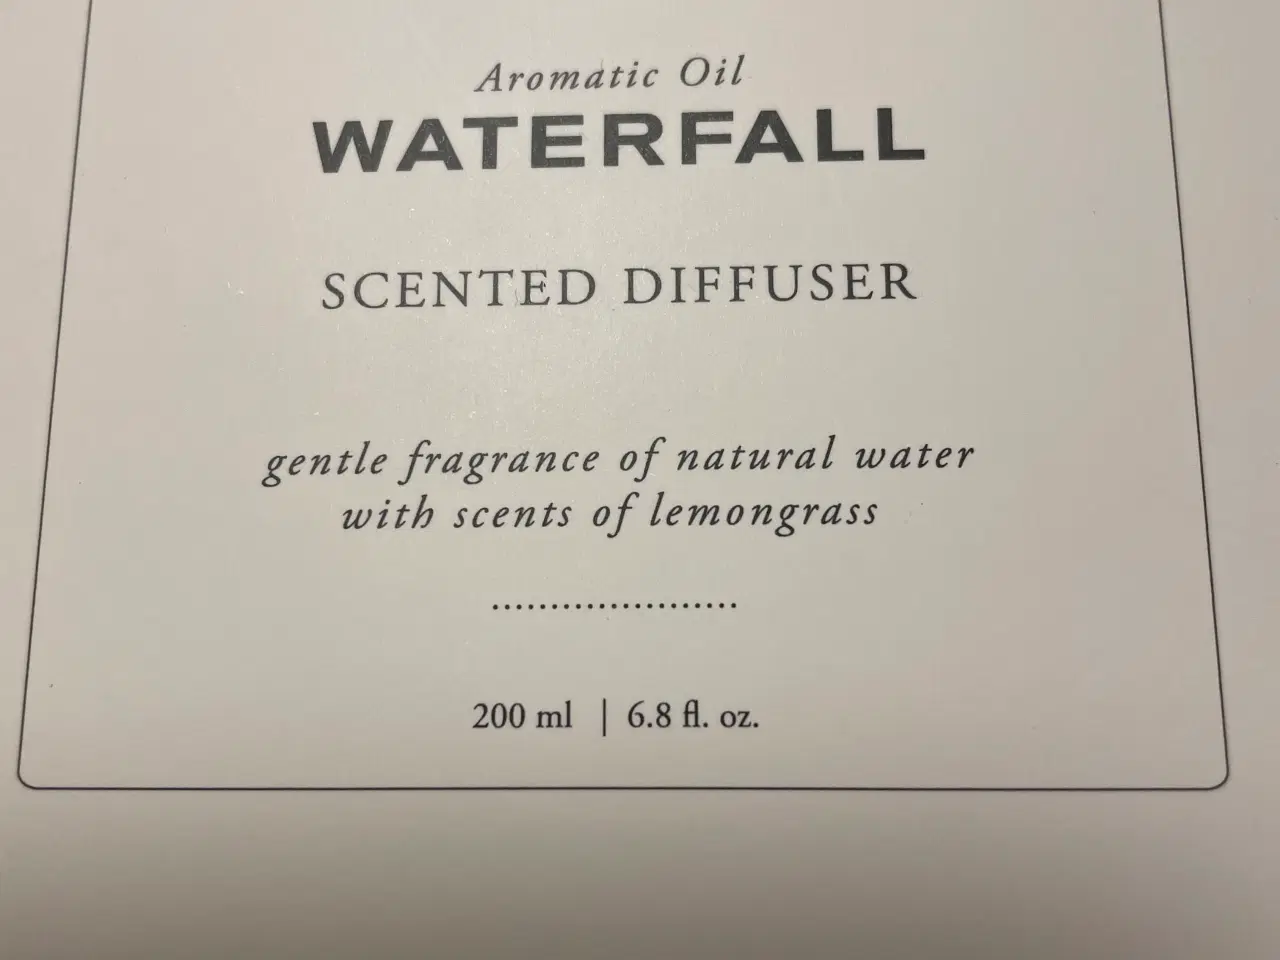 Aromatic Oil
WATERFALL
SCENTED DIFFUSER
gentle fragrance of natural water
with scents of lemongrass
.....................
200 ml | 6.8 fl. oz.